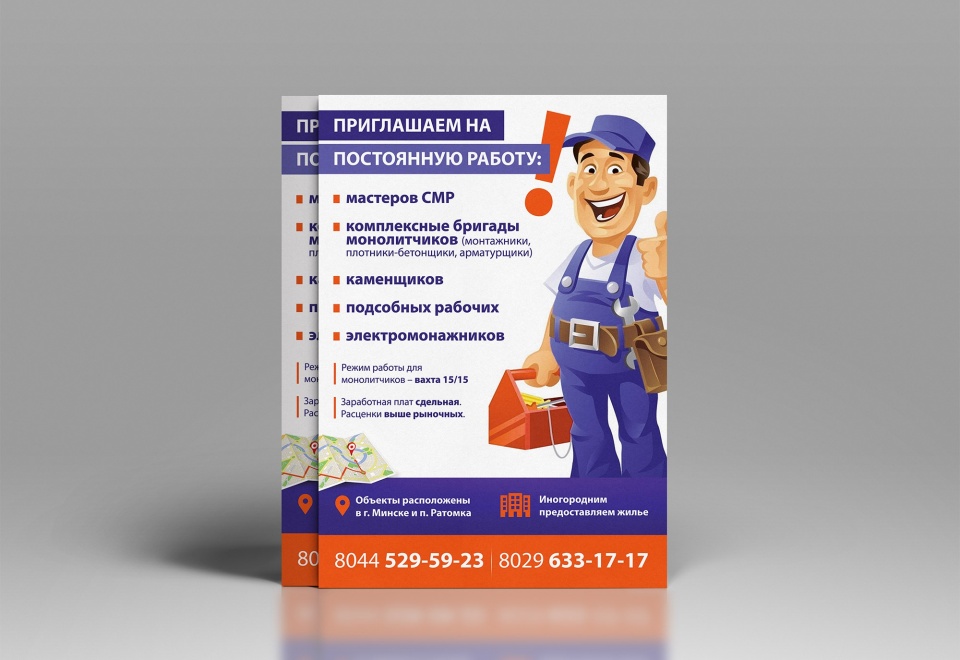 ПРИГЛАШАЕМ НА
ПОСТОЯННУЮ РАБОТУ:
мастеров СМР
комплексные бригады
монолитчиков (монтажники,
плотники-бетонщики, арматурщики)
каменщиков
подсобных рабочих
электромонажников
Режим работы для
монолитчиков – вахта 15/15
Заработная плат сдельная.
Расценки выше рыночных.
Объекты расположены
в г. Минске и п. Ратомка
Иногородним
предоставляем жилье
8044 529-59-23 | 8029 633-17-17